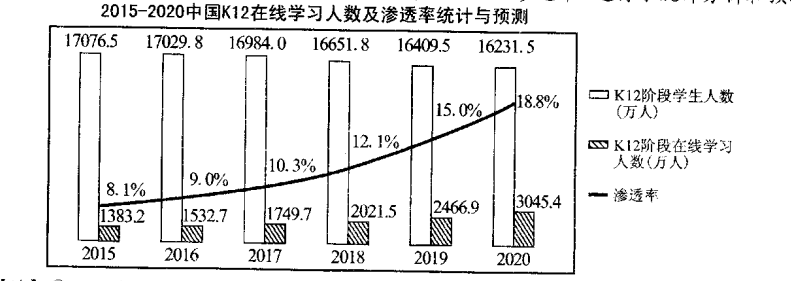 2015-2020中国K12在线学习人数及渗透率统计与预测
17076.5 17029.8 16984.0 16651.8 16409.5 16231.5
K12阶段学生人数
(万人)
K12阶段在线学习
人数(万人)
渗透率
8.1% 9.0% 10.3% 12.1% 15.0% 18.8%
1383.2 1532.7 1749.7 2021.5 2466.9 3045.4
2015 2016 2017 2018 2019 2020